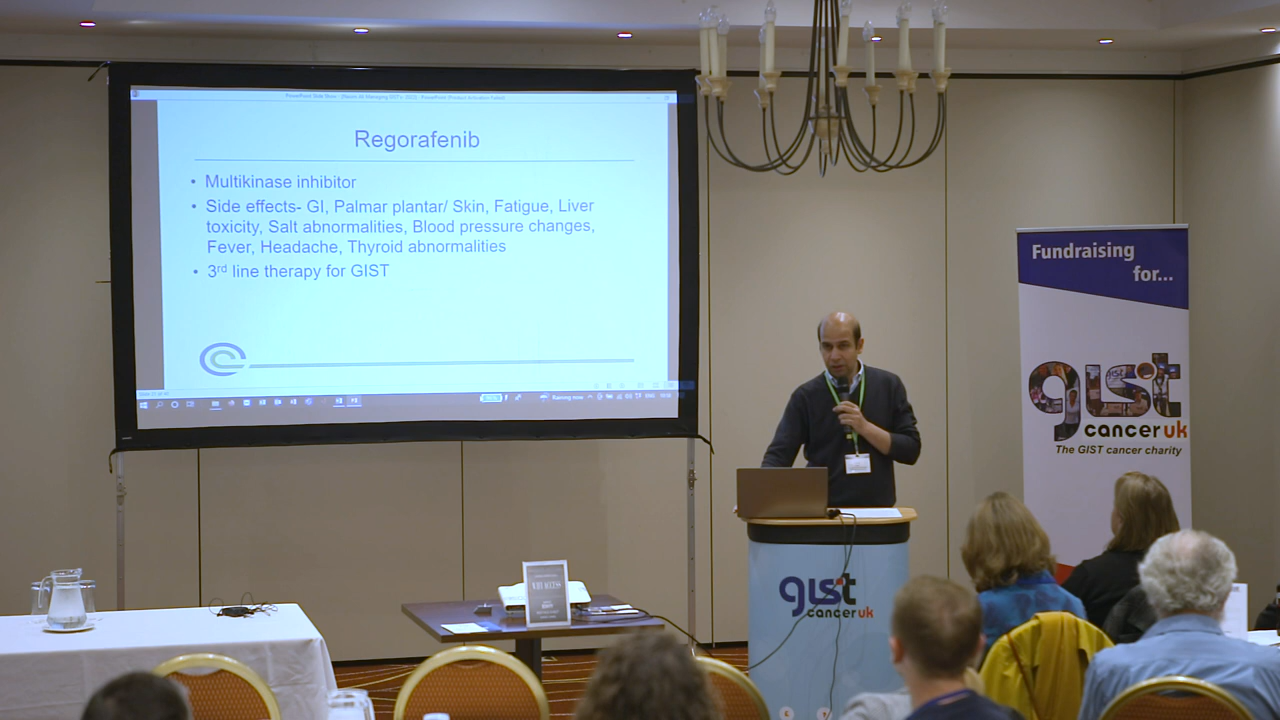 Regorafenib
• Multikinase inhibitor
• Side effects- GI, Palmar plantar/ Skin, Fatigue, Liver
toxicity, Salt abnormalities, Blood pressure changes,
Fever, Headache, Thyroid abnormalities
• 3rd line therapy for GIST
Raining now
Fundraising
for...
gist
cancer uk
The GIST cancer charity
gist
cancer uk